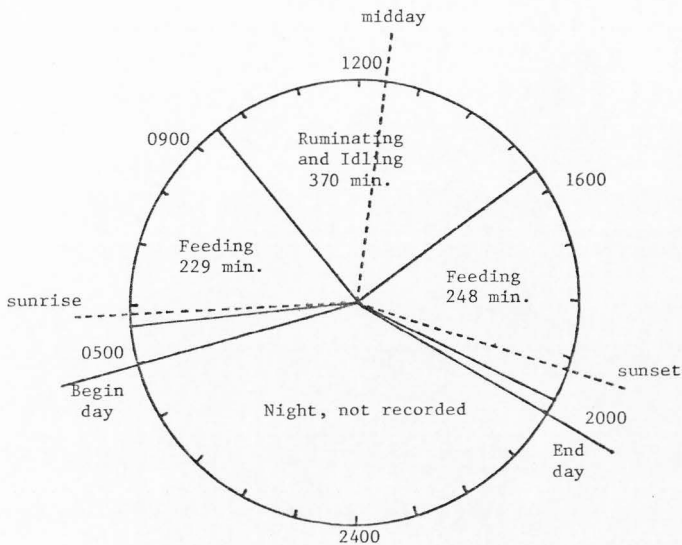 midday
1200
0900
Ruminating
and Idling
370 min.
1600
Feeding
229 min.
Feeding
248 min.
sunrise
0500
Begin
day
sunset
2000
Night, not recorded
End
day
2400